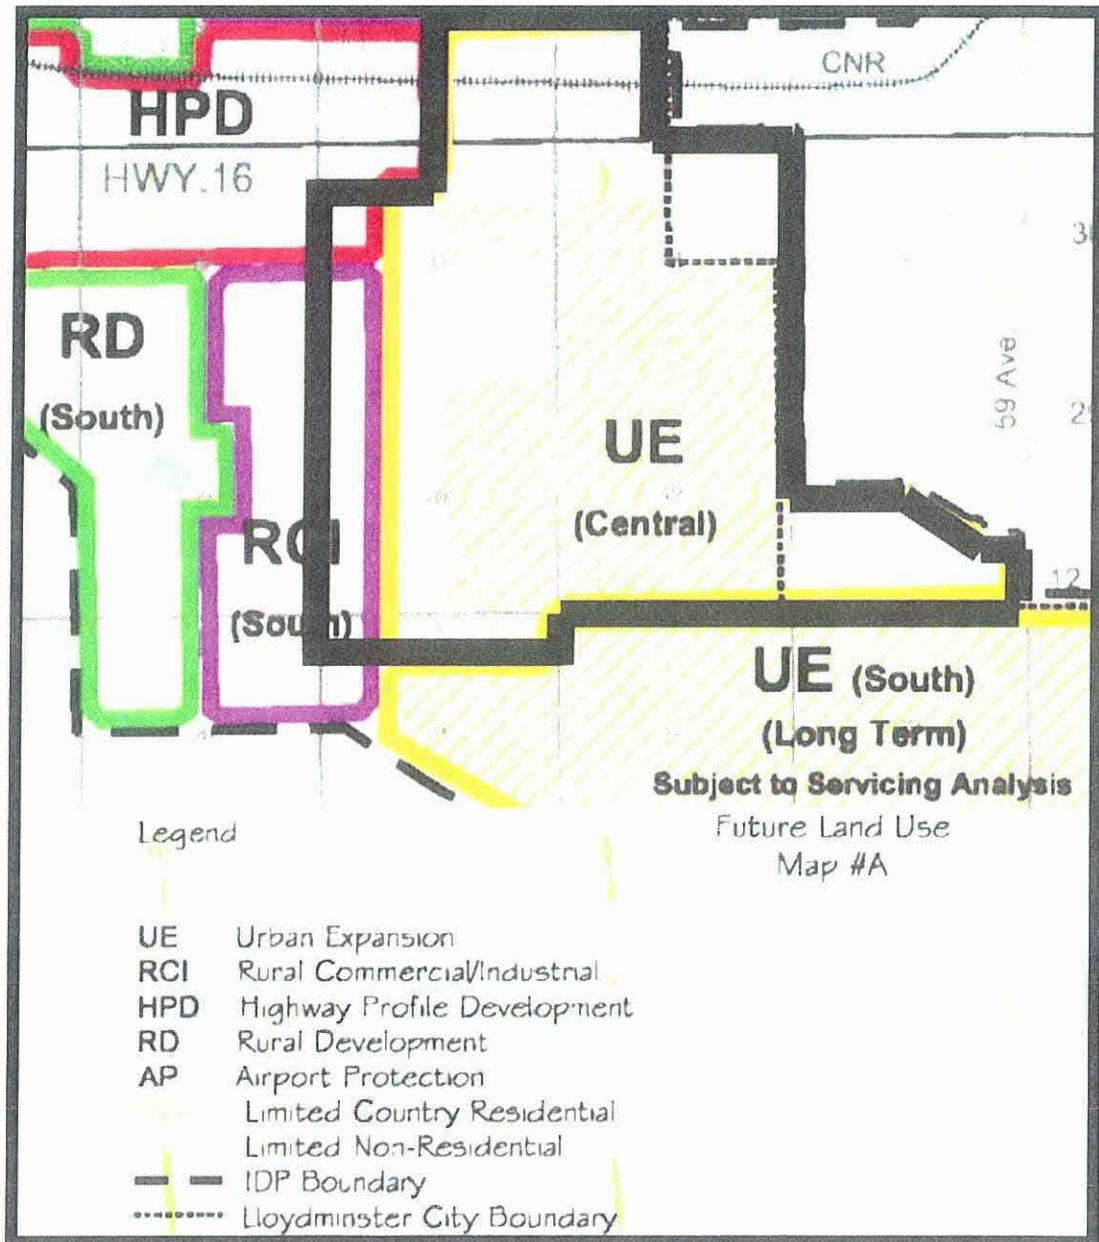 CNR
HPD
HWY.16
RD
(South)
59 Ave.
29
UE
(Central)
RCI
(South)
12
UE (South)
(Long Term)
Subject to Servicing Analysis
Legend
Future Land Use
Map #A
UE Urban Expansion
RCI Rural Commercial/Industrial
HPD Highway Profile Development
RD Rural Development
AP Airport Protection
Limited Country Residential
Limited Non-Residential
IDP Boundary
Lloydminster City Boundary